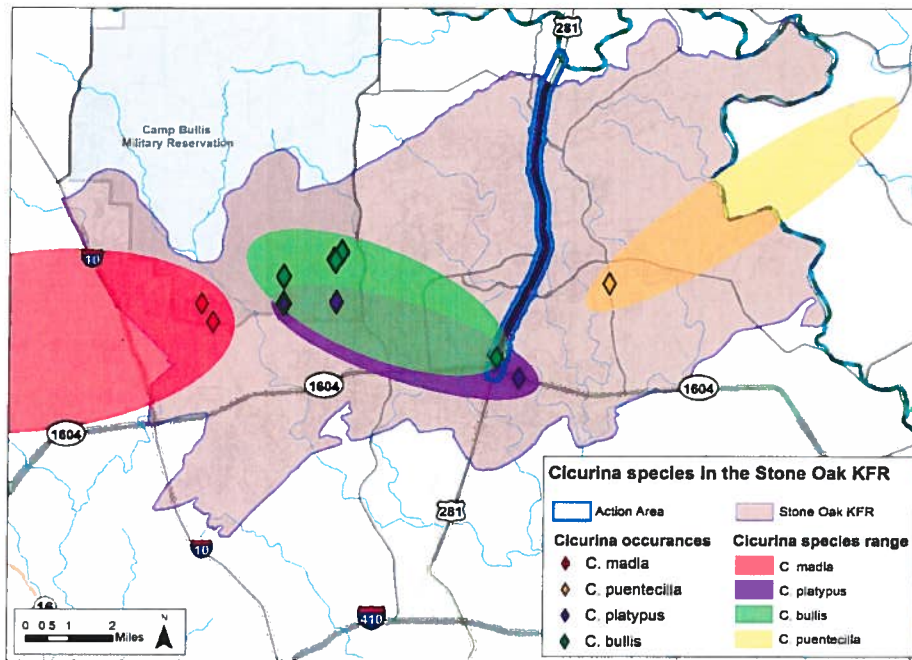 281
Camp Bullis
Military Reservation
10
1604
1604
1604
281
10
410
16
0 0.5 1 2
Miles
N
Cicurina species in the Stone Oak KFR
Action Area
Stone Oak KFR
Cicurina occurances
Cicurina species range
C. madla
C. madla
C. puentecilla
C. platypus
C. platypus
C. bullis
C. bullis
C. puentecilla